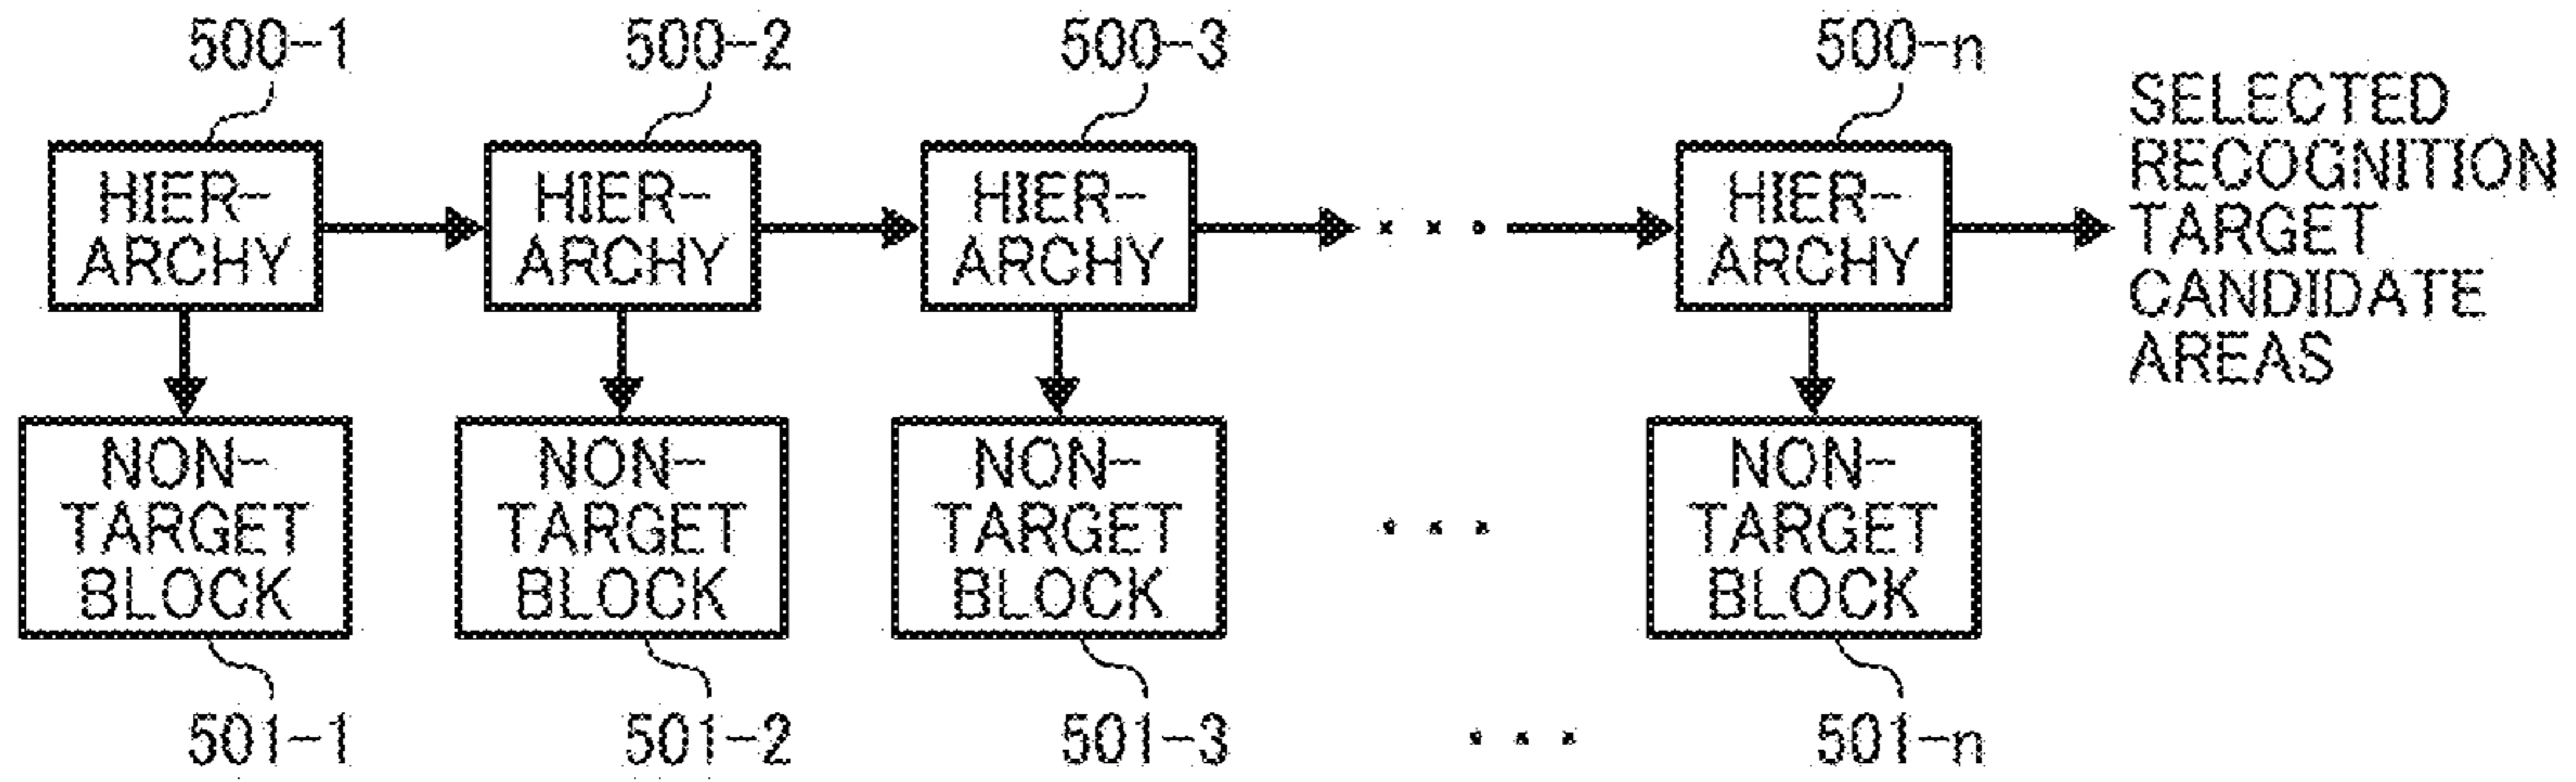 500-1 500-2 500-3 500-n
HIER-
ARCHY
HIER-
ARCHY
HIER-
ARCHY
. . .
HIER-
ARCHY
SELECTED
RECOGNITION
TARGET
CANDIDATE
AREAS
NON-
TARGET
BLOCK
NON-
TARGET
BLOCK
NON-
TARGET
BLOCK
. . .
NON-
TARGET
BLOCK
501-1 501-2 501-3 . . . 501-n